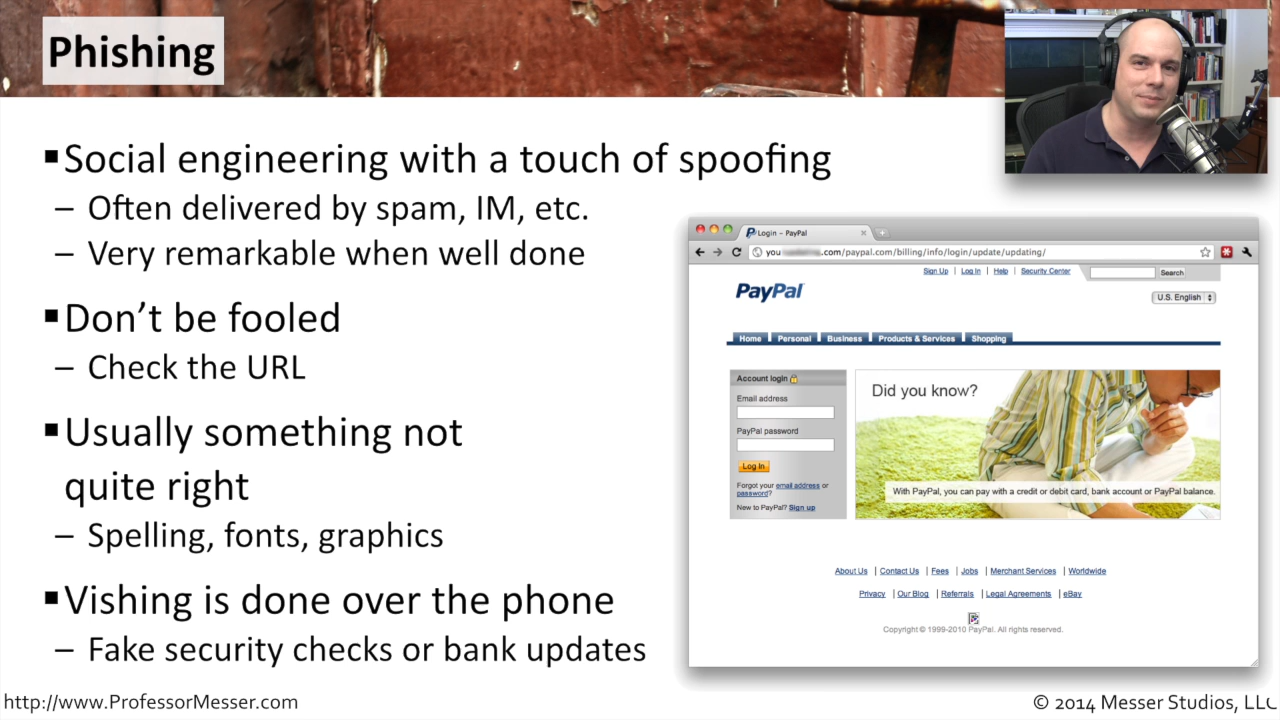 Phishing
▪Social engineering with a touch of spoofing
– Often delivered by spam, IM, etc.
– Very remarkable when well done
▪Don't be fooled
– Check the URL
▪Usually something not
quite right
– Spelling, fonts, graphics
▪Vishing is done over the phone
– Fake security checks or bank updates
Login - PayPal
you .com/paypal.com/billing/info/login/update/updating/
Sign Up | Log In | Help | Security Center
Search
PayPal
U.S. English
Home Personal Business Products & Services Shopping
Account login
Email address
PayPal password
Log In
Forgot your email address or
password?
New to PayPal? Sign up
Did you know?
With PayPal, you can pay with a credit or debit card, bank account or PayPal balance.
About Us | Contact Us | Fees | Jobs | Merchant Services | Worldwide
Privacy | Our Blog | Referrals | Legal Agreements | eBay
Copyright © 1999-2010 PayPal. All rights reserved.
http://www.ProfessorMesser.com
© 2014 Messer Studios, LLC